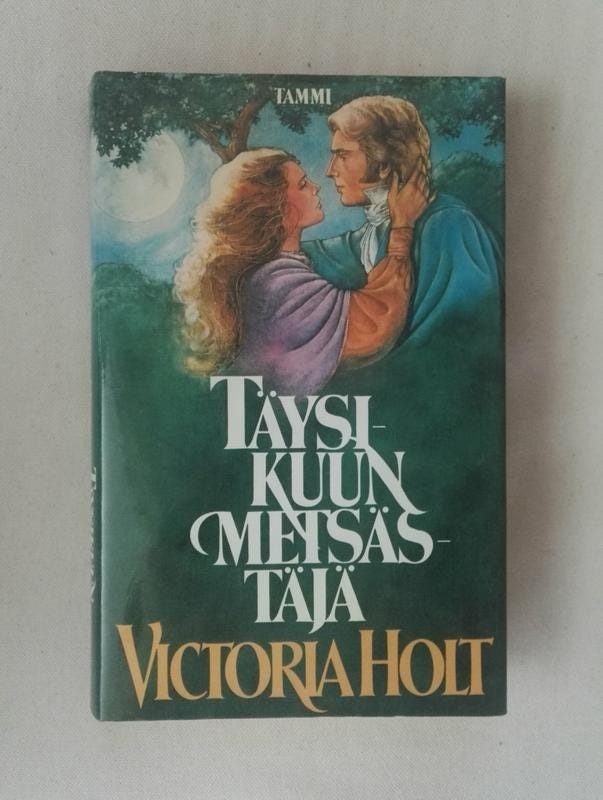 TAMMI
TÄYSI-
KUUN
METSÄS-
TÄJÄ
VICTORIA HOLT